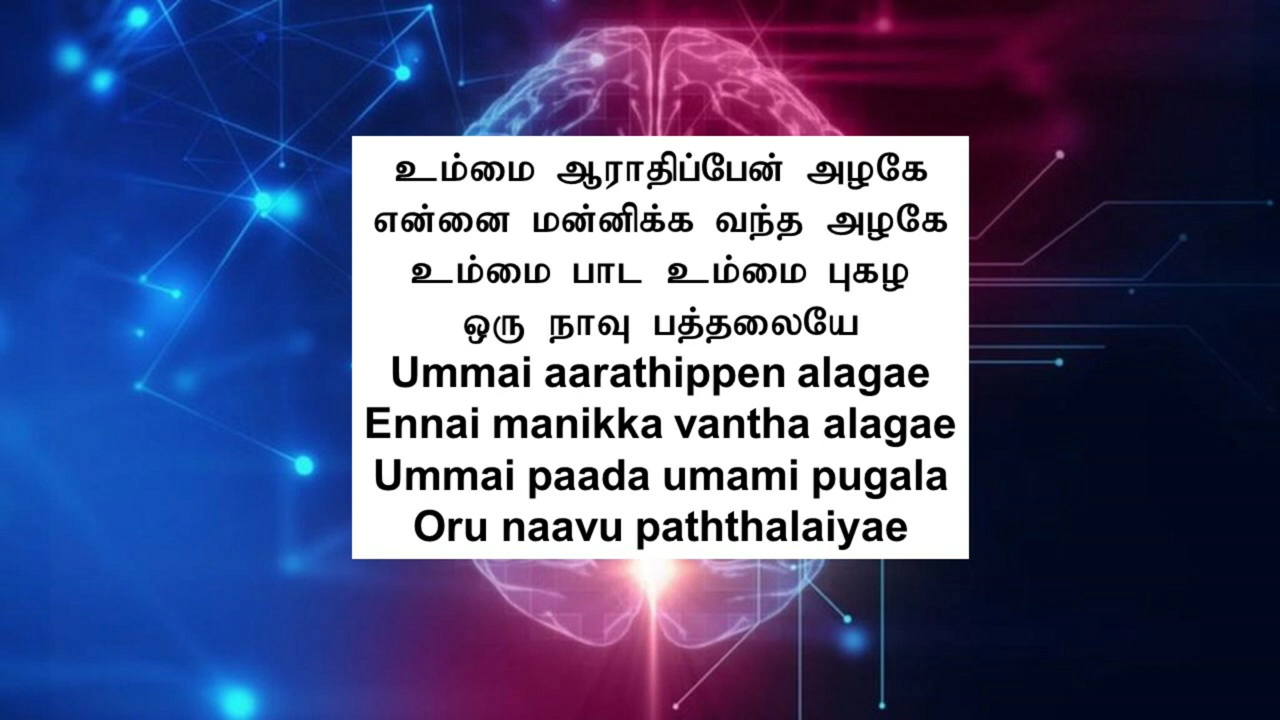 உம்மை ஆராதிப்பேன் அழகே
என்னை மன்னிக்க வந்த அழகே
உம்மை பாட உம்மை புகழ
ஒரு நாவு பத்தலையே
Ummai aarathippen alagae
Ennai manikka vantha alagae
Ummai paada umami pugala
Oru naavu paththalaiyae